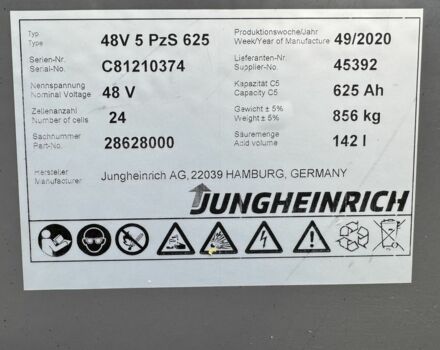 Typ.
Type
48V 5 PzS 625
Produktionswoche/Jahr
Week/Year of Manufacture
49/2020
Serien-Nr.
Serial-No.
C81210374
Lieferanten-Nr.
Supplier-No.
45392
Nennspannung
Nominal Voltage
48 V
Kapazität C5
Capacity C5
625 Ah
Zellenanzahl
Number of cells
24
Gewicht ± 5%
Weight ± 5%
856 kg
Sachnummer
Part-No.
28628000
Säuremenge
Acid volume
142 l
Hersteller
Manufacturer
Jungheinrich AG, 22039 HAMBURG, GERMANY
JUNGHEINRICH